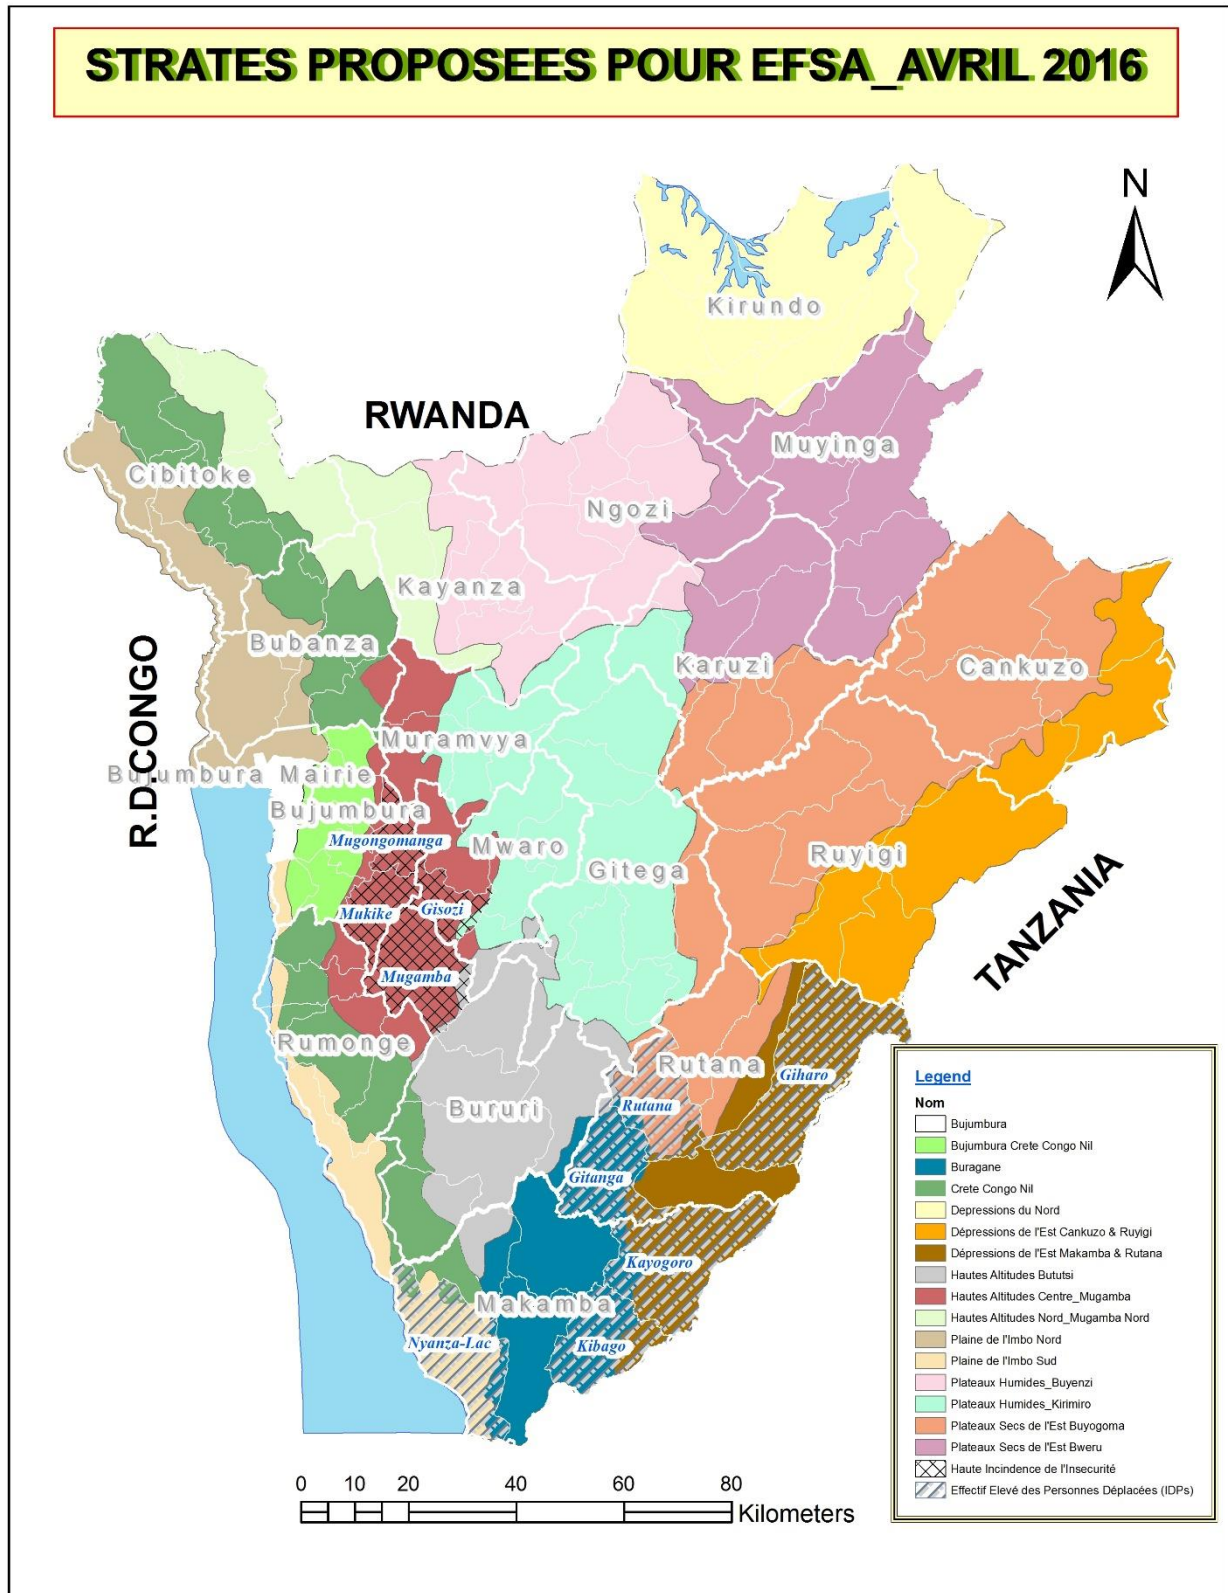 STRATES PROPOSEES POUR EFSA_AVRIL 2016
N
Kirundo
RWANDA
Muyinga
Cibitoke
Ngozi
Kayanza
Bubanza
Karuzi
Cankuzo
R.D.CONGO
Muramvya
Bujumbura Mairie
Bujumbura
Mugongomanga
Mwaro
Gitega
Ruyigi
Mukike
Gisozi
TANZANIA
Mugamba
Rumonge
Rutana
Giharo
Bururi
Rutana
Gitanga
Kayogoro
Makamba
Nyanza-Lac
Kibago
Legend
Nom
Bujumbura
Bujumbura Crete Congo Nil
Buragane
Crete Congo Nil
Depressions du Nord
Dépressions de l'Est Cankuzo & Ruyigi
Dépressions de l'Est Makamba & Rutana
Hautes Altitudes Bututsi
Hautes Altitudes Centre_Mugamba
Hautes Altitudes Nord_Mugamba Nord
Plaine de l'Imbo Nord
Plaine de l'Imbo Sud
Plateaux Humides_Buyenzi
Plateaux Humides_Kirimiro
Plateaux Secs de l'Est Buyogoma
Plateaux Secs de l'Est Bweru
Haute Incindence de l'Insecurité
Effectif Elevé des Personnes Déplacées (IDPs)
0 10 20 40 60 80
Kilometers